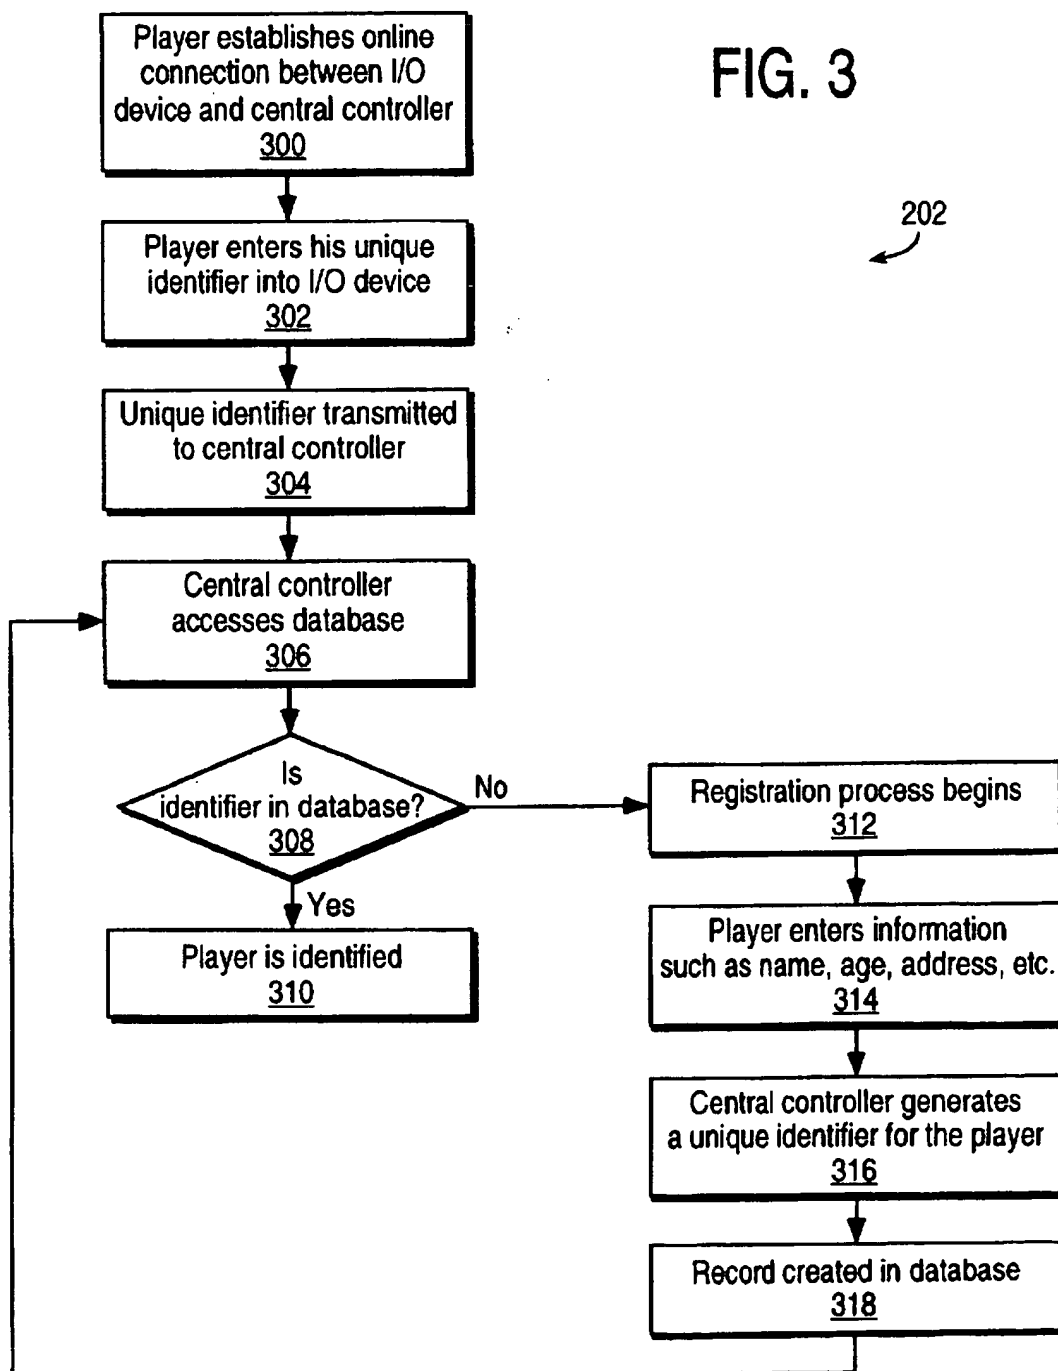 Player establishes online
connection between I/O
device and central controller
300
FIG. 3
202
Player enters his unique
identifier into I/O device
302
Unique identifier transmitted
to central controller
304
Central controller
accesses database
306
Is
identifier in database?
308
No
Yes
Player is identified
310
Registration process begins
312
Player enters information
such as name, age, address, etc.
314
Central controller generates
a unique identifier for the player
316
Record created in database
318